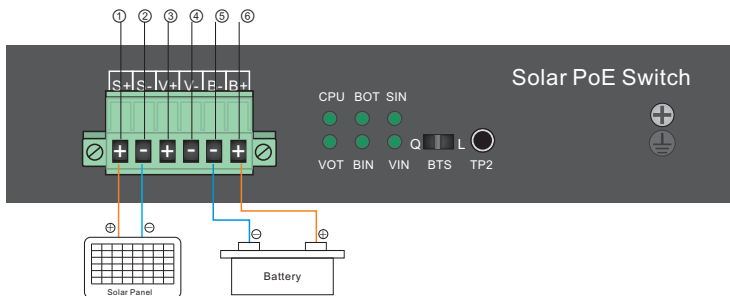 ① ② ③ ④ ⑤ ⑥
S+ S- V+ V- B- B+
Solar PoE Switch
CPU BOT SIN
Q L
VOT BIN VIN BTS TP2
+ - + - - +
⊕ ⊖
⊖ ⊕
Solar Panel
Battery